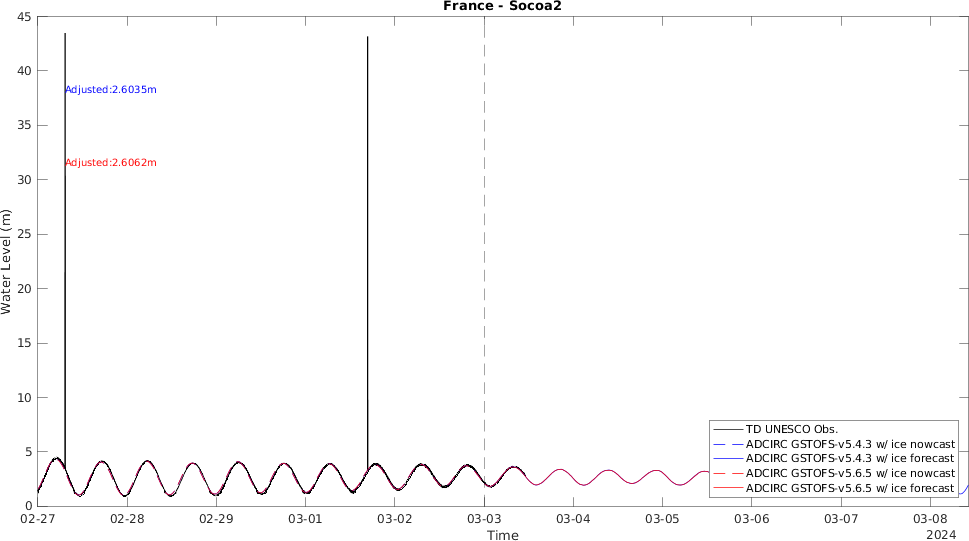 France - Socoa2
45
40
35
30
25
20
15
10
5
0
Water Level (m)
Adjusted:2.6035m
Adjusted:2.6062m
TD UNESCO Obs.
ADCIRC GSTOFS-v5.4.3 w/ ice nowcast
ADCIRC GSTOFS-v5.4.3 w/ ice forecast
ADCIRC GSTOFS-v5.6.5 w/ ice nowcast
ADCIRC GSTOFS-v5.6.5 w/ ice forecast
02-27 02-28 02-29 03-01 03-02 03-03 03-04 03-05 03-06 03-07 03-08
Time
2024